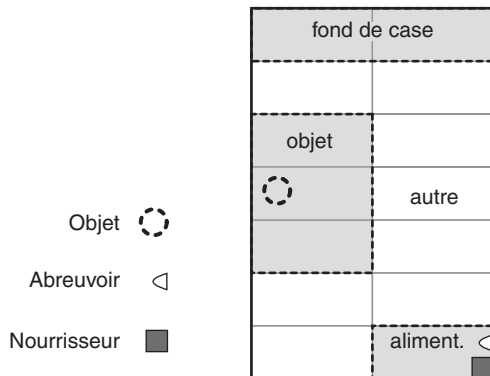 fond de case
objet
autre
Objet
Abreuvoir
Nourrisseur
aliment.